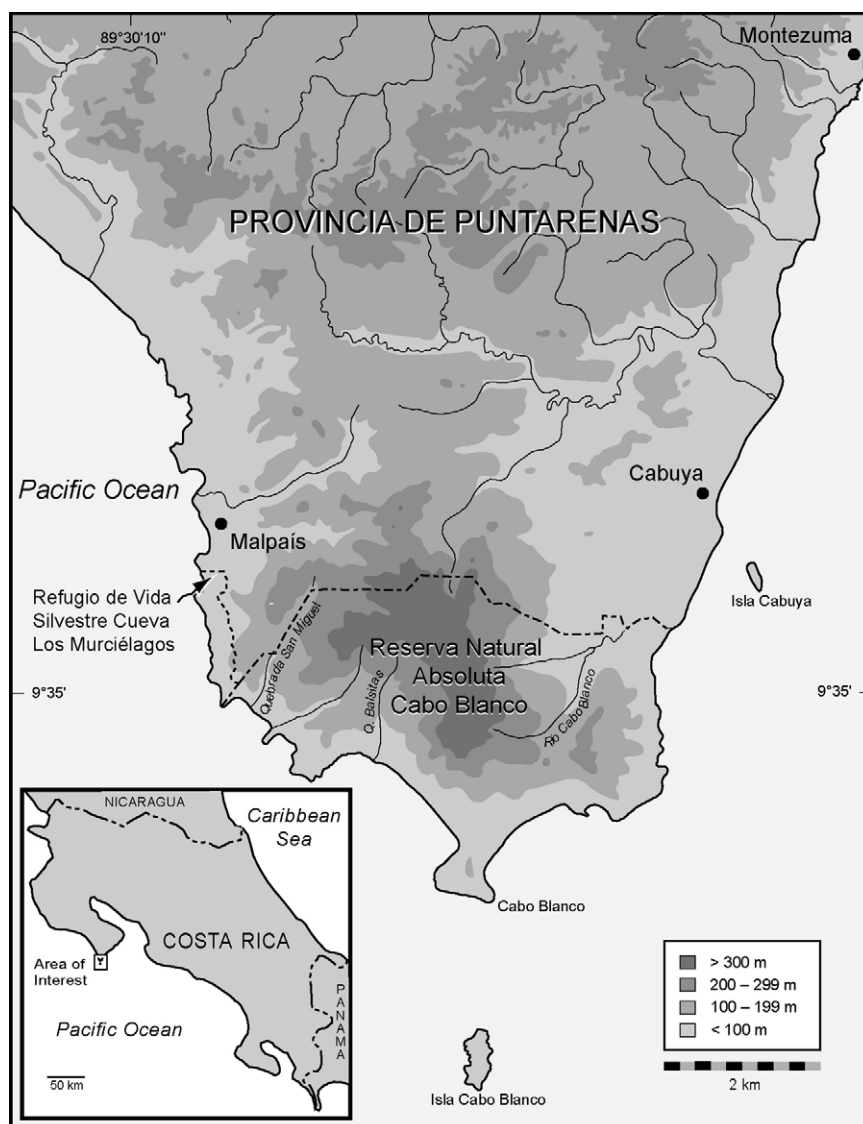 89°30'10"
Montezuma
PROVINCIA DE PUNTARENAS
Pacific Ocean
Cabuya
Malpaís
Refugio de Vida
Silvestre Cueva
Los Murciélagos
Isla Cabuya
Quebrada San Miguel
Reserva Natural
Absoluta
Cabo Blanco
Q. Balsitas
Río Cabo Blanco
9°35'
9°35'
Cabo Blanco
Isla Cabo Blanco
NICARAGUA
Caribbean
Sea
COSTA RICA
Area of
Interest
PANAMA
Pacific Ocean
50 km
> 300 m
200 – 299 m
100 – 199 m
< 100 m
2 km